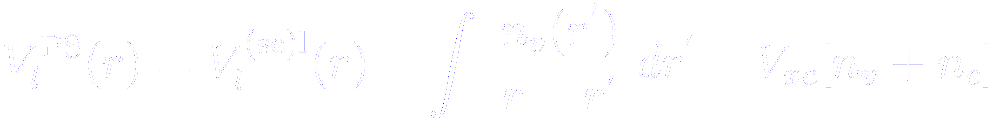 V_l^{PS}(r) = V_l^{(sc)1}(r) ∫ n_v(r′) / r r′, dr′ V_{xc}[n_v + n_c]